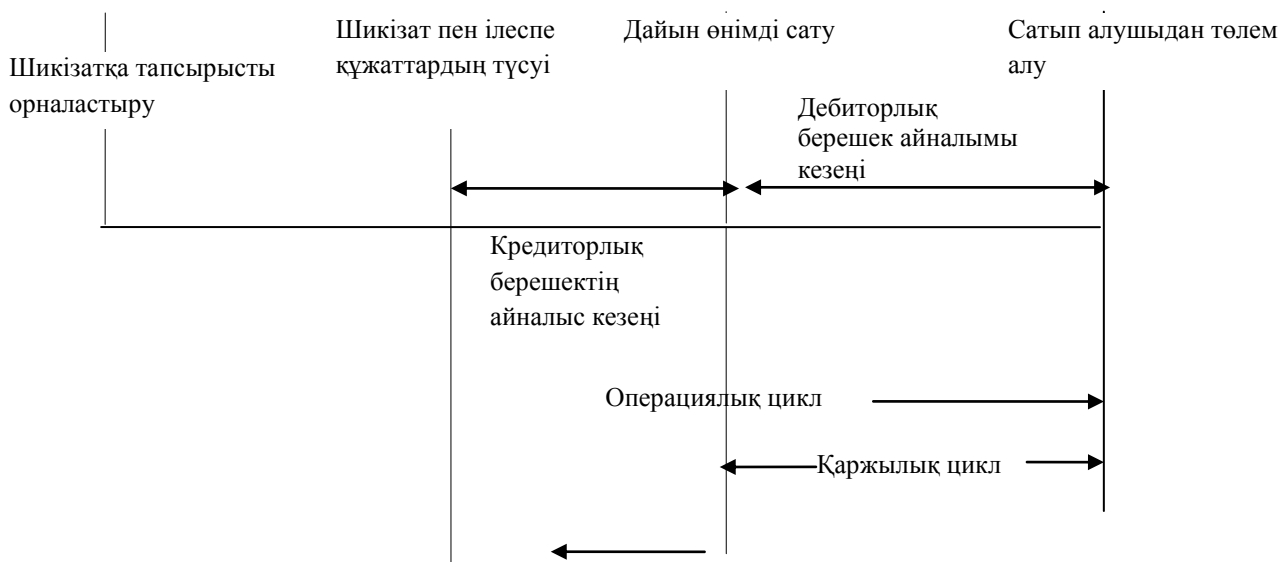 Шикізатқа тапсырысты
орналастыру
Шикізат пен ілеспе
құжаттардың түсуі
Дайын өнімді сату
Сатып алушыдан төлем
алу
Дебиторлық
берешек айналымы
кезеңі
Кредиторлық
берешектің
айналыс кезеңі
Операциялық цикл
Қаржылық цикл